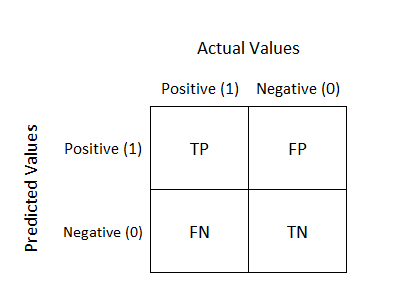 Actual Values
Positive (1) Negative (0)
Predicted Values
Positive (1) TP FP
Negative (0) FN TN